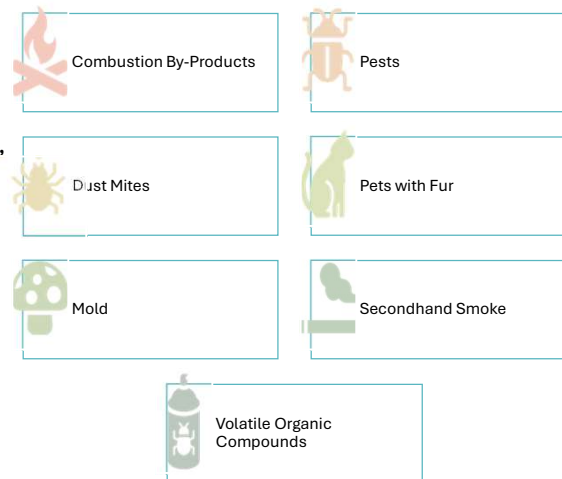 Combustion By-Products
Pests
,
Dust Mites
Pets with Fur
Mold
Secondhand Smoke
Volatile Organic
Compounds